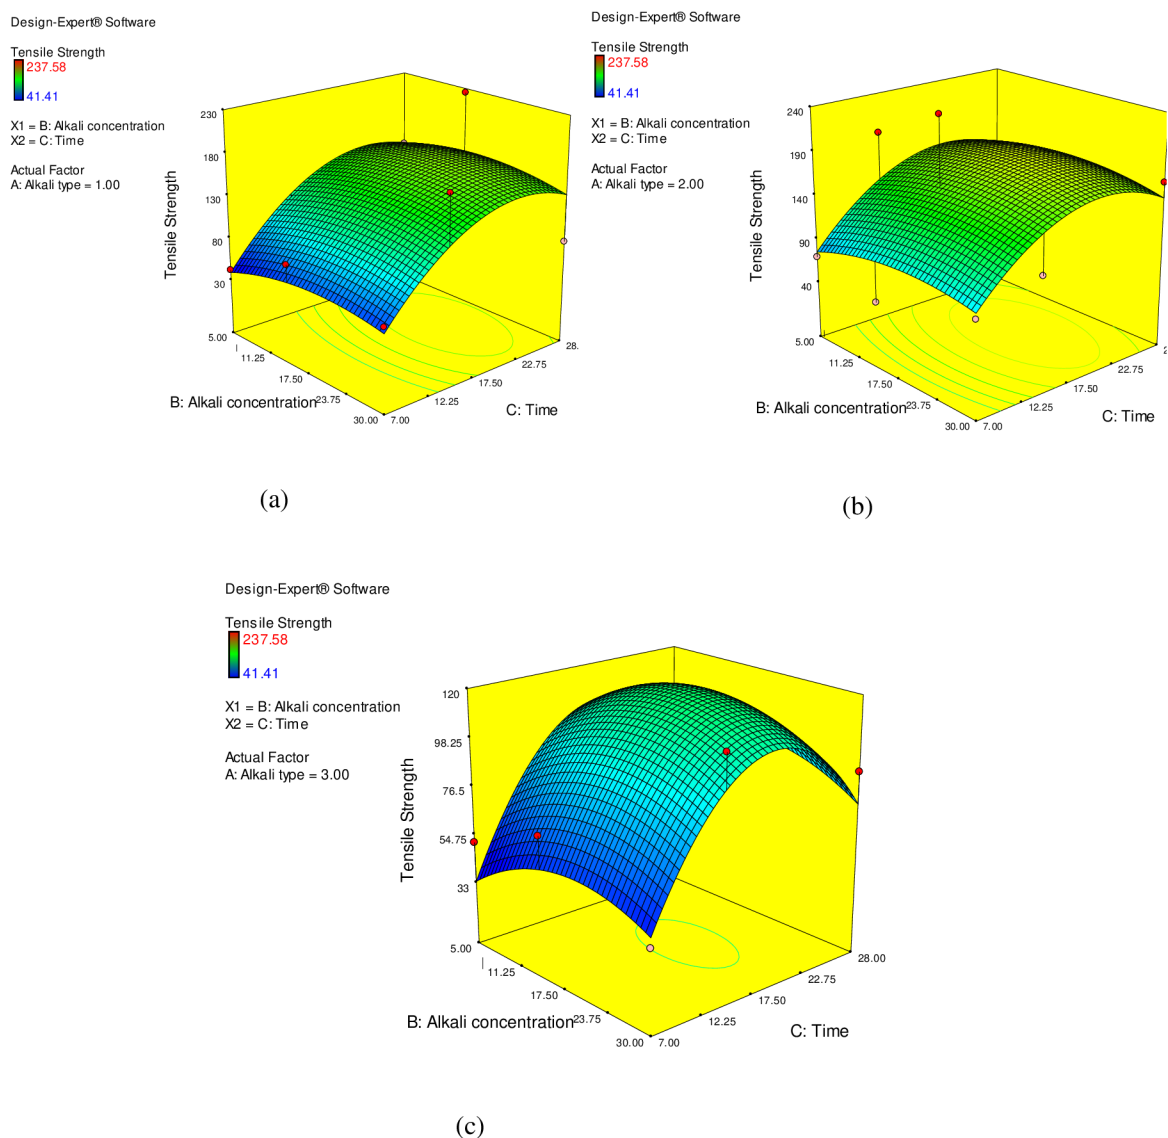 Design-Expert® Software
Tensile Strength
237.58
41.41
X1 = B: Alkali concentration
X2 = C: Time
Actual Factor
A: Alkali type = 1.00
230
180
130
80
30
Tensile Strength
5.00
11.25
17.50
23.75
30.00
B: Alkali concentration
7.00
12.25
17.50
22.75
28.
C: Time
(a)
Design-Expert® Software
Tensile Strength
237.58
41.41
X1 = B: Alkali concentration
X2 = C: Time
Actual Factor
A: Alkali type = 2.00
240
190
140
90
40
Tensile Strength
5.00
11.25
17.50
23.75
30.00
B: Alkali concentration
7.00
12.25
17.50
22.75
C: Time
(b)
Design-Expert® Software
Tensile Strength
237.58
41.41
X1 = B: Alkali concentration
X2 = C: Time
Actual Factor
A: Alkali type = 3.00
120
98.25
76.5
54.75
33
Tensile Strength
5.00
11.25
17.50
23.75
30.00
B: Alkali concentration
7.00
12.25
17.50
22.75
28.00
C: Time
(c)